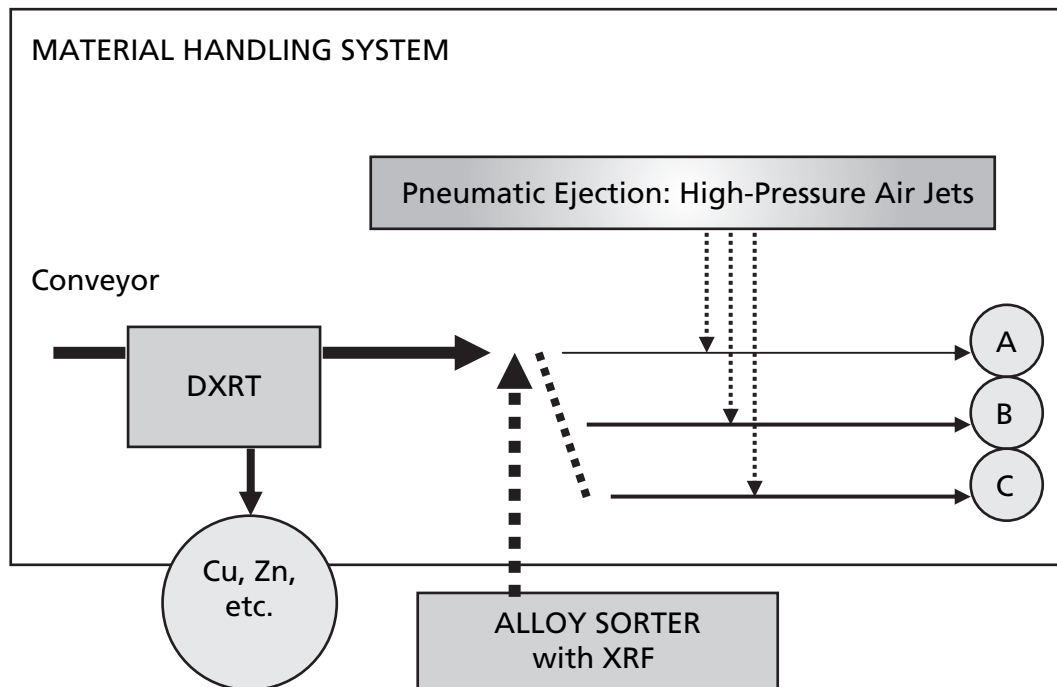 MATERIAL HANDLING SYSTEM
Pneumatic Ejection: High-Pressure Air Jets
Conveyor
DXRT
A
B
C
Cu, Zn,
etc.
ALLOY SORTER
with XRF